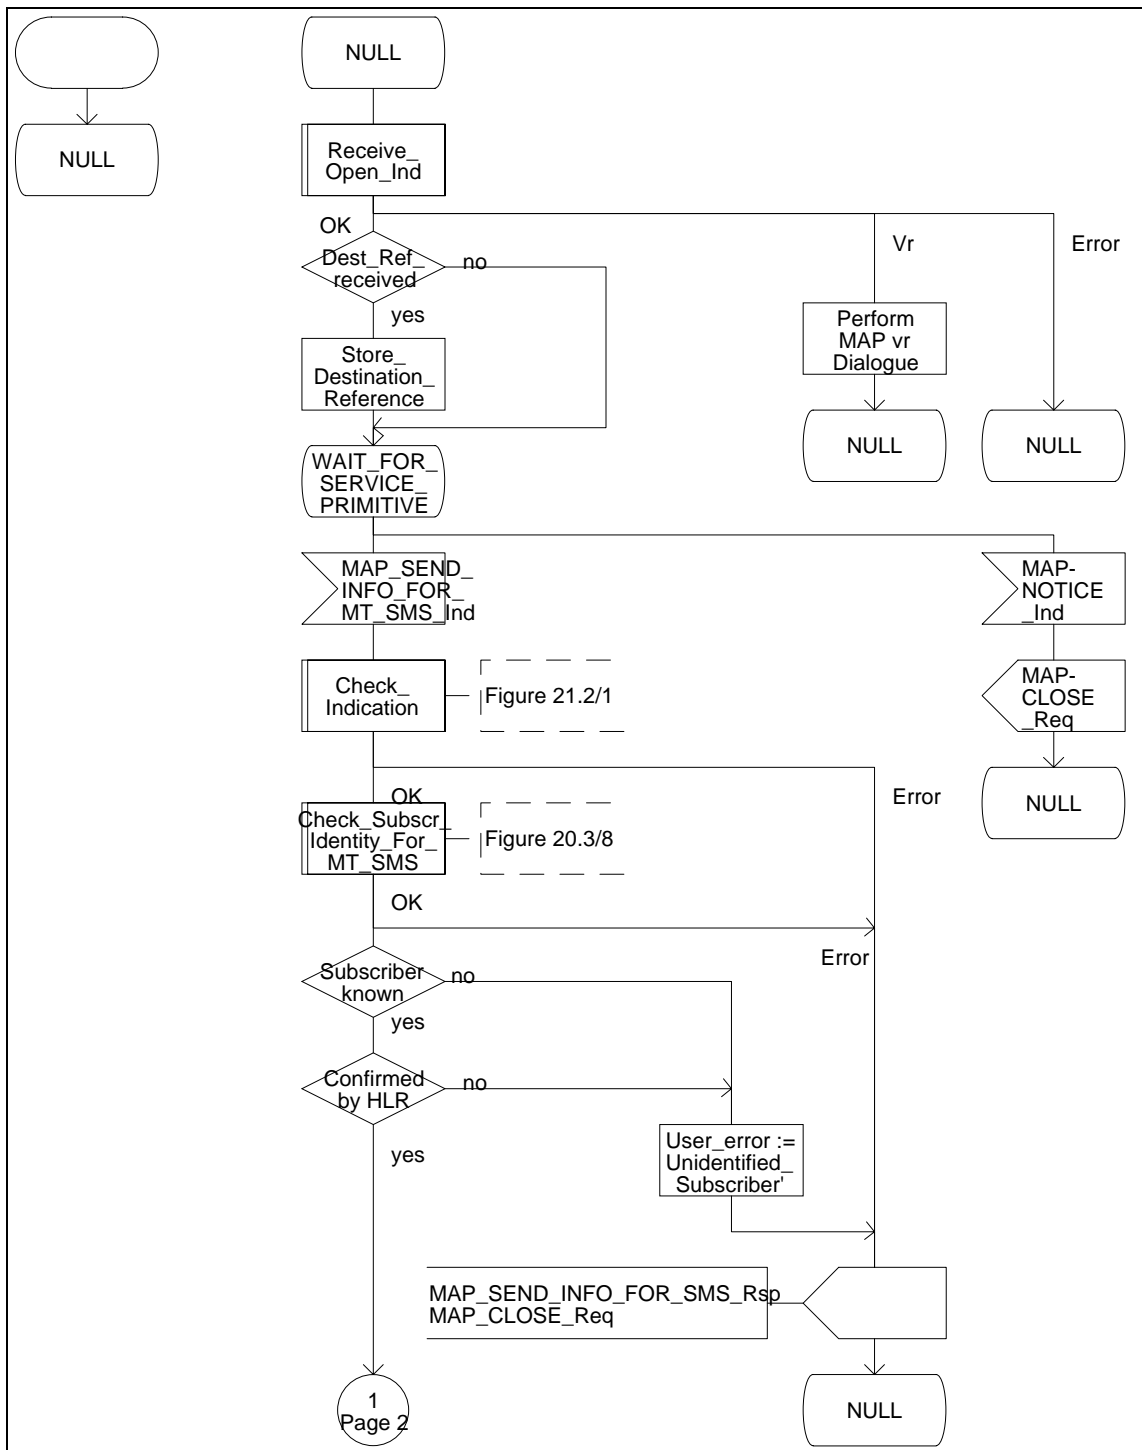 NULL
NULL
Receive_
Open_Ind
OK
Vr
Error
Dest_Ref_
received
no
yes
Perform
MAP vr
Dialogue
Store_
Destination_
Reference
NULL
NULL
WAIT_FOR_
SERVICE_
PRIMITIVE
MAP_SEND_
INFO_FOR_
MT_SMS_Ind
MAP-
NOTICE
_Ind
Check_
Indication
Figure 21.2/1
MAP-
CLOSE
_Req
OK
Error
NULL
Check_Subscr_
Identity_For_
MT_SMS
Figure 20.3/8
OK
Error
Subscriber
known
no
yes
Confirmed
by HLR
no
yes
User_error :=
Unidentified_
Subscriber'
MAP_SEND_INFO_FOR_SMS_Rsp
MAP_CLOSE_Req
1
Page 2
NULL